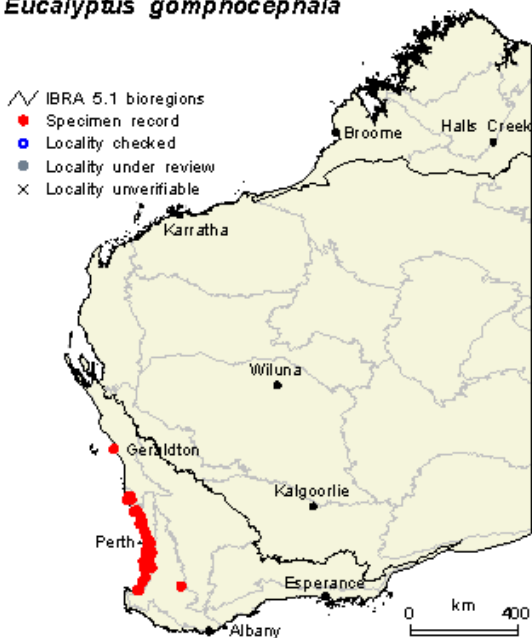 Eucalyptus gomphocephala
IBRA 5.1 bioregions
Specimen record
Locality checked
Locality under review
Locality unverifiable
Broome
Halls Creek
Karratha
Wiluna
Geraldton
Kalgoorlie
Perth
Esperance
Albany
0 km 400